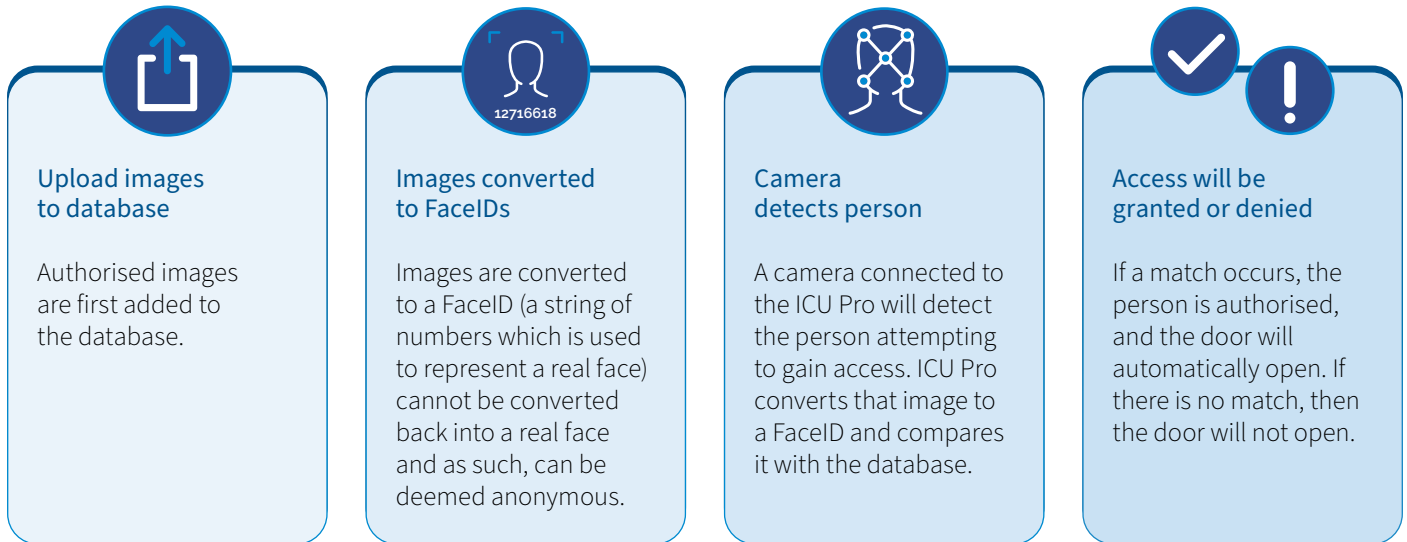 Upload images
to database
Authorised images
are first added to
the database.
12716618
Images converted
to FaceIDs
Images are converted
to a FaceID (a string of
numbers which is used
to represent a real face)
cannot be converted
back into a real face
and as such, can be
deemed anonymous.
Camera
detects person
A camera connected to
the ICU Pro will detect
the person attempting
to gain access. ICU Pro
converts that image to
a FaceID and compares
it with the database.
Access will be
granted or denied
If a match occurs, the
person is authorised,
and the door will
automatically open. If
there is no match, then
the door will not open.